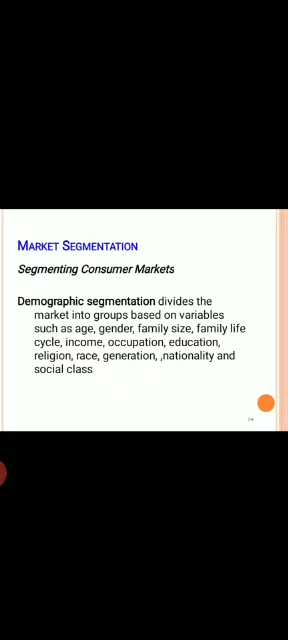 MARKET SEGMENTATION
Segmenting Consumer Markets
Demographic segmentation divides the
market into groups based on variables
such as age, gender, family size, family life
cycle, income, occupation, education,
religion, race, generation, ,nationality and
social class